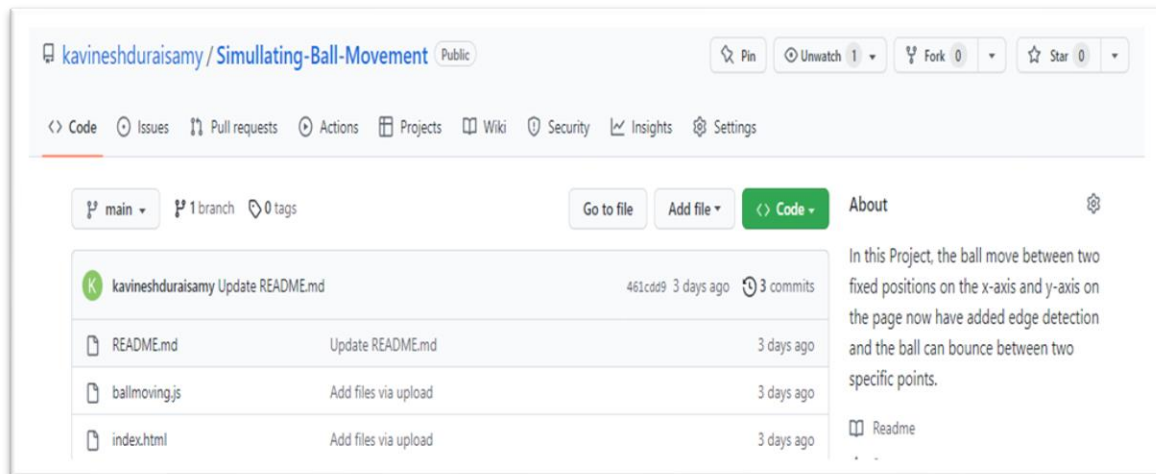 kavineshduraisamy / Simullating-Ball-Movement Public
Pin Unwatch 1 Fork 0 Star 0
Code Issues Pull requests Actions Projects Wiki Security Insights Settings
main 1 branch 0 tags Go to file Add file Code
K kavineshduraisamy Update README.md 461cdd9 3 days ago 3 commits
README.md Update README.md 3 days ago
ballmoving.js Add files via upload 3 days ago
index.html Add files via upload 3 days ago
About
In this Project, the ball move between two
fixed positions on the x-axis and y-axis on
the page now have added edge detection
and the ball can bounce between two
specific points.
Readme